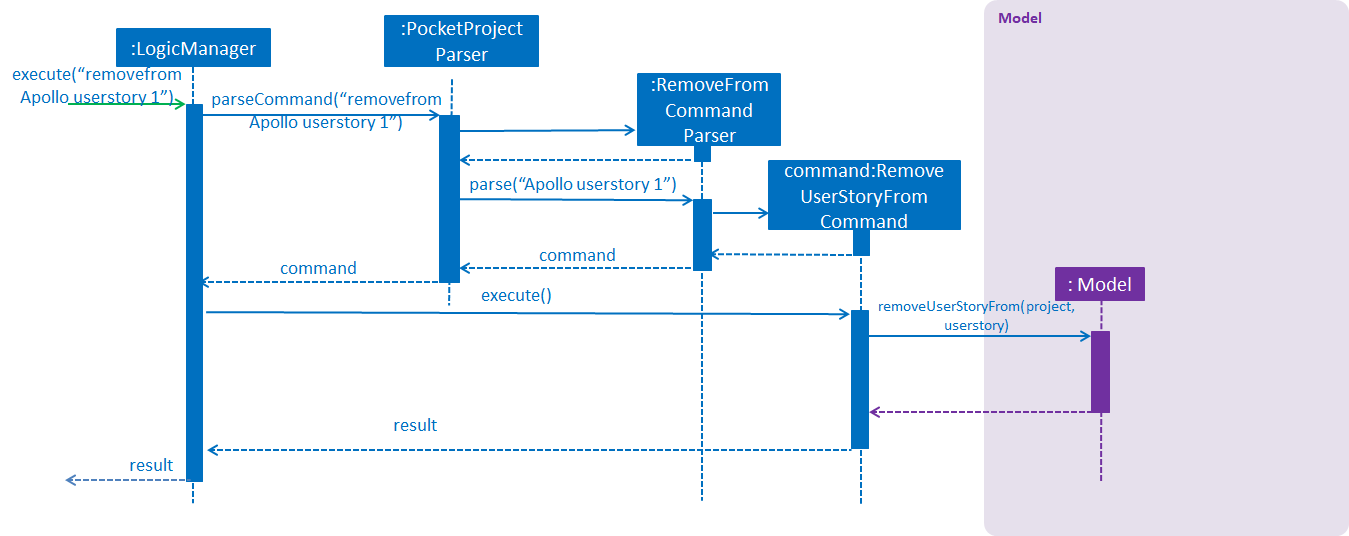 Model
:LogicManager
:PocketProject
Parser
execute(“removefrom
Apollo userstory 1”)
parseCommand(“removefrom
Apollo userstory 1”)
:RemoveFrom
Command
Parser
parse(“Apollo userstory 1”)
command:Remove
UserStoryFrom
Command
command
command
: Model
execute()
removeUserStoryFrom(project,
userstory)
result
result